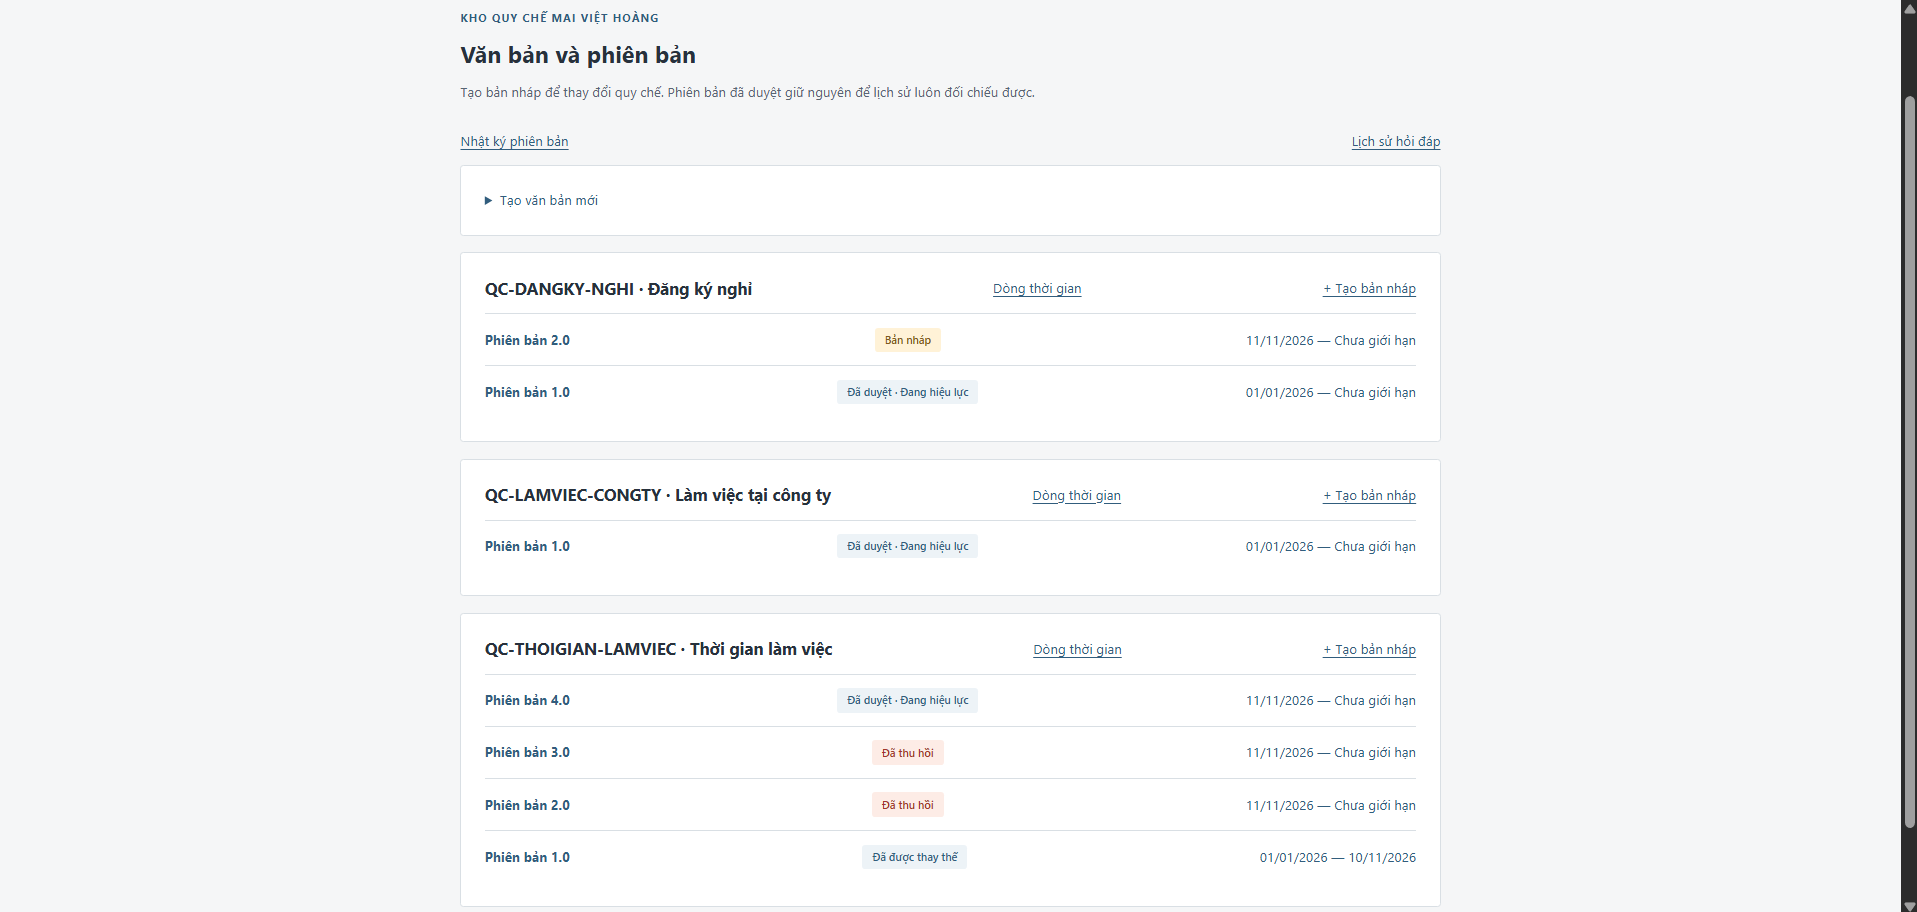 KHO QUY CHẾ MAI VIỆT HOÀNG
Văn bản và phiên bản
Tạo bản nháp để thay đổi quy chế. Phiên bản đã duyệt giữ nguyên để lịch sử luôn đối chiếu được.
Nhật ký phiên bản Lịch sử hỏi đáp
▶ Tạo văn bản mới
QC-DANGKY-NGHI · Đăng ký nghỉ Dòng thời gian + Tạo bản nháp
Phiên bản 2.0 Bản nháp 11/11/2026 — Chưa giới hạn
Phiên bản 1.0 Đã duyệt · Đang hiệu lực 01/01/2026 — Chưa giới hạn
QC-LAMVIEC-CONGTY · Làm việc tại công ty Dòng thời gian + Tạo bản nháp
Phiên bản 1.0 Đã duyệt · Đang hiệu lực 01/01/2026 — Chưa giới hạn
QC-THOIGIAN-LAMVIEC · Thời gian làm việc Dòng thời gian + Tạo bản nháp
Phiên bản 4.0 Đã duyệt · Đang hiệu lực 11/11/2026 — Chưa giới hạn
Phiên bản 3.0 Đã thu hồi 11/11/2026 — Chưa giới hạn
Phiên bản 2.0 Đã thu hồi 11/11/2026 — Chưa giới hạn
Phiên bản 1.0 Đã được thay thế 01/01/2026 — 10/11/2026